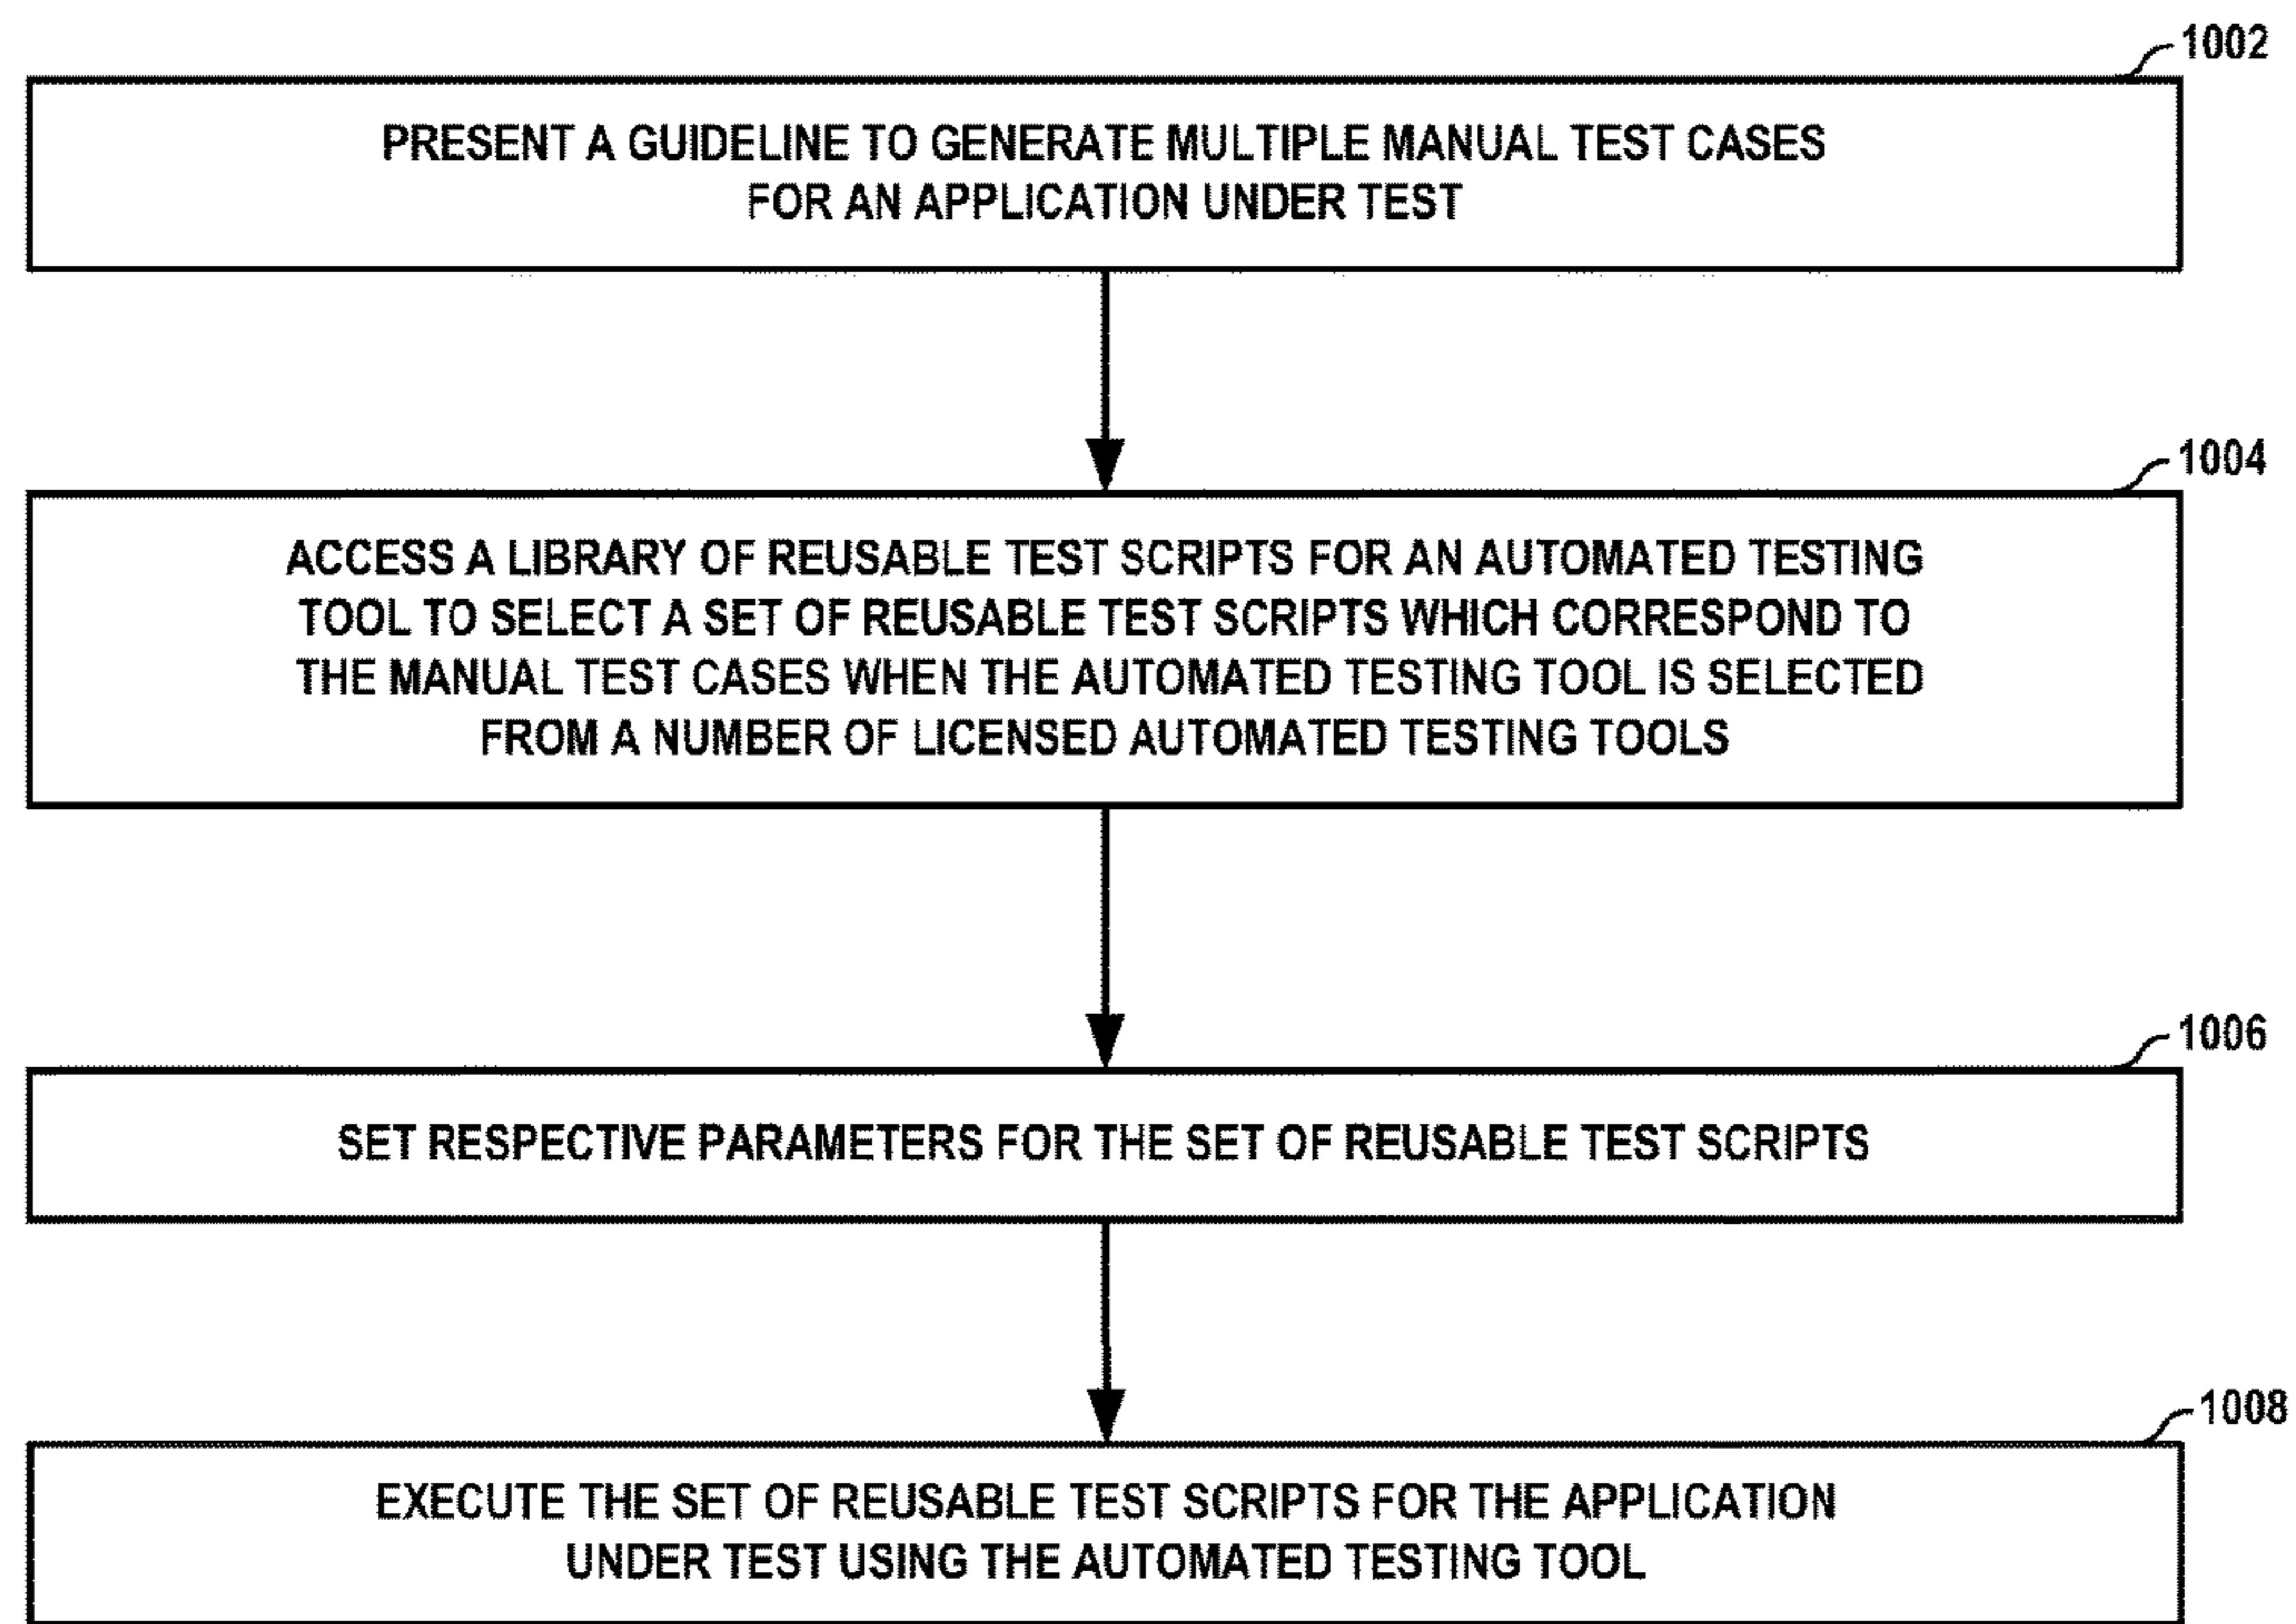 1002
PRESENT A GUIDELINE TO GENERATE MULTIPLE MANUAL TEST CASES
FOR AN APPLICATION UNDER TEST
1004
ACCESS A LIBRARY OF REUSABLE TEST SCRIPTS FOR AN AUTOMATED TESTING
TOOL TO SELECT A SET OF REUSABLE TEST SCRIPTS WHICH CORRESPOND TO
THE MANUAL TEST CASES WHEN THE AUTOMATED TESTING TOOL IS SELECTED
FROM A NUMBER OF LICENSED AUTOMATED TESTING TOOLS
1006
SET RESPECTIVE PARAMETERS FOR THE SET OF REUSABLE TEST SCRIPTS
1008
EXECUTE THE SET OF REUSABLE TEST SCRIPTS FOR THE APPLICATION
UNDER TEST USING THE AUTOMATED TESTING TOOL